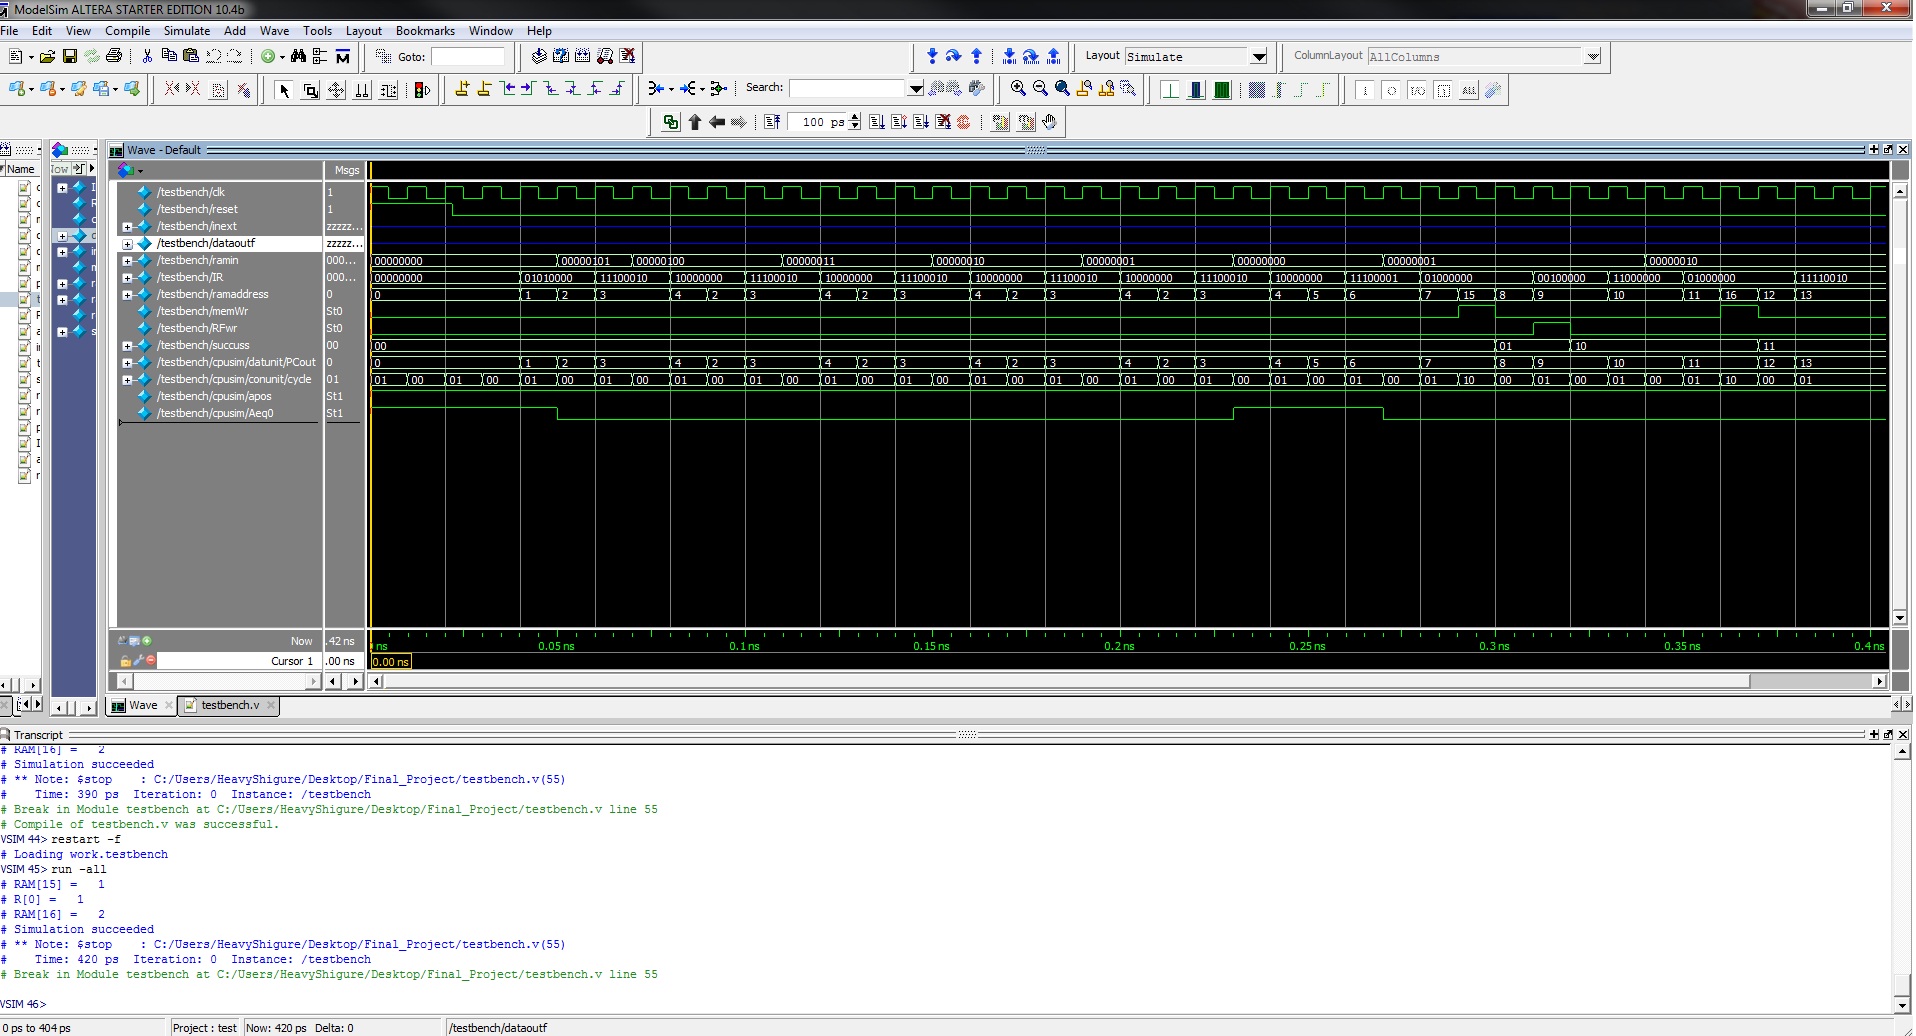 ModelSim ALTERA STARTER EDITION 10.4b
File Edit View Compile Simulate Add Wave Tools Layout Bookmarks Window Help
Goto: Layout Simulate ColumnLayout AllColumns
Search:
100 ps
Wave - Default
Name Now Msgs
/testbench/clk 1
/testbench/reset 1
/testbench/inext zzzzz...
/testbench/dataoutf zzzzz...
/testbench/ramin 000... 00000000 00000101 00000100 00000011 00000010 00000001 00000000 00000001 00000010
/testbench/IR 000... 00000000 01010000 11100010 10000000 11100010 10000000 11100010 10000000 11100010 10000000 11100010 10000000 11100001 01000000 00100000 11000000 01000000 11110010
/testbench/ramaddress 0 0 1 2 3 4 2 3 4 2 3 4 2 3 4 2 3 4 5 6 7 15 8 9 10 11 16 12 13
/testbench/memWr St0
/testbench/RFwr St0
/testbench/succuss 00 00 01 10 11
/testbench/cpusim/datunit/PCout 0 0 1 2 3 4 2 3 4 2 3 4 2 3 4 2 3 4 5 6 7 8 9 10 11 12 13
/testbench/cpusim/conunit/cycle 01 01 00 01 00 01 00 01 00 01 00 01 00 01 00 01 00 01 00 01 00 01 00 01 00 01 00 01 00 01 10 00 01 00 01 00 01 10 00 01
/testbench/cpusim/apos St1
/testbench/cpusim/Aeq0 St1
Now .42 ns ns 0.05 ns 0.1 ns 0.15 ns 0.2 ns 0.25 ns 0.3 ns 0.35 ns 0.4 ns
Cursor 1 .00 ns 0.00 ns
Wave testbench.v
Transcript
# RAM[16] = 2
# Simulation succeeded
# ** Note: $stop : C:/Users/HeavyShigure/Desktop/Final_Project/testbench.v(55)
# Time: 390 ps Iteration: 0 Instance: /testbench
# Break in Module testbench at C:/Users/HeavyShigure/Desktop/Final_Project/testbench.v line 55
# Compile of testbench.v was successful.
VSIM 44> restart -f
# Loading work.testbench
VSIM 45> run -all
# RAM[15] = 1
# R[0] = 1
# RAM[16] = 2
# Simulation succeeded
# ** Note: $stop : C:/Users/HeavyShigure/Desktop/Final_Project/testbench.v(55)
# Time: 420 ps Iteration: 0 Instance: /testbench
# Break in Module testbench at C:/Users/HeavyShigure/Desktop/Final_Project/testbench.v line 55
VSIM 46>
0 ps to 404 ps Project : test Now: 420 ps Delta: 0 /testbench/dataoutf